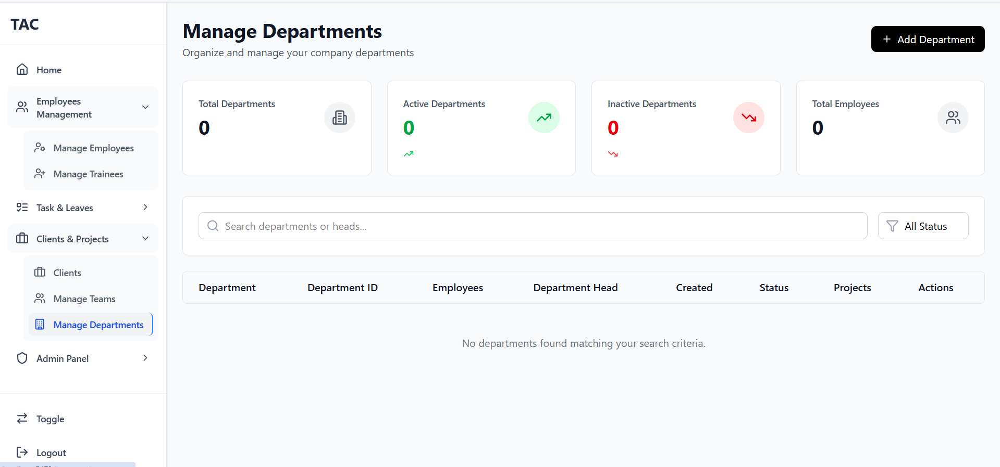 TAC
Home
Employees
Management
Manage Employees
Manage Trainees
Task & Leaves
Clients & Projects
Clients
Manage Teams
Manage Departments
Admin Panel
Toggle
Logout
Manage Departments
Organize and manage your company departments
+ Add Department
Total Departments
0
Active Departments
0
Inactive Departments
0
Total Employees
0
Search departments or heads...
All Status
Department Department ID Employees Department Head Created Status Projects Actions
No departments found matching your search criteria.